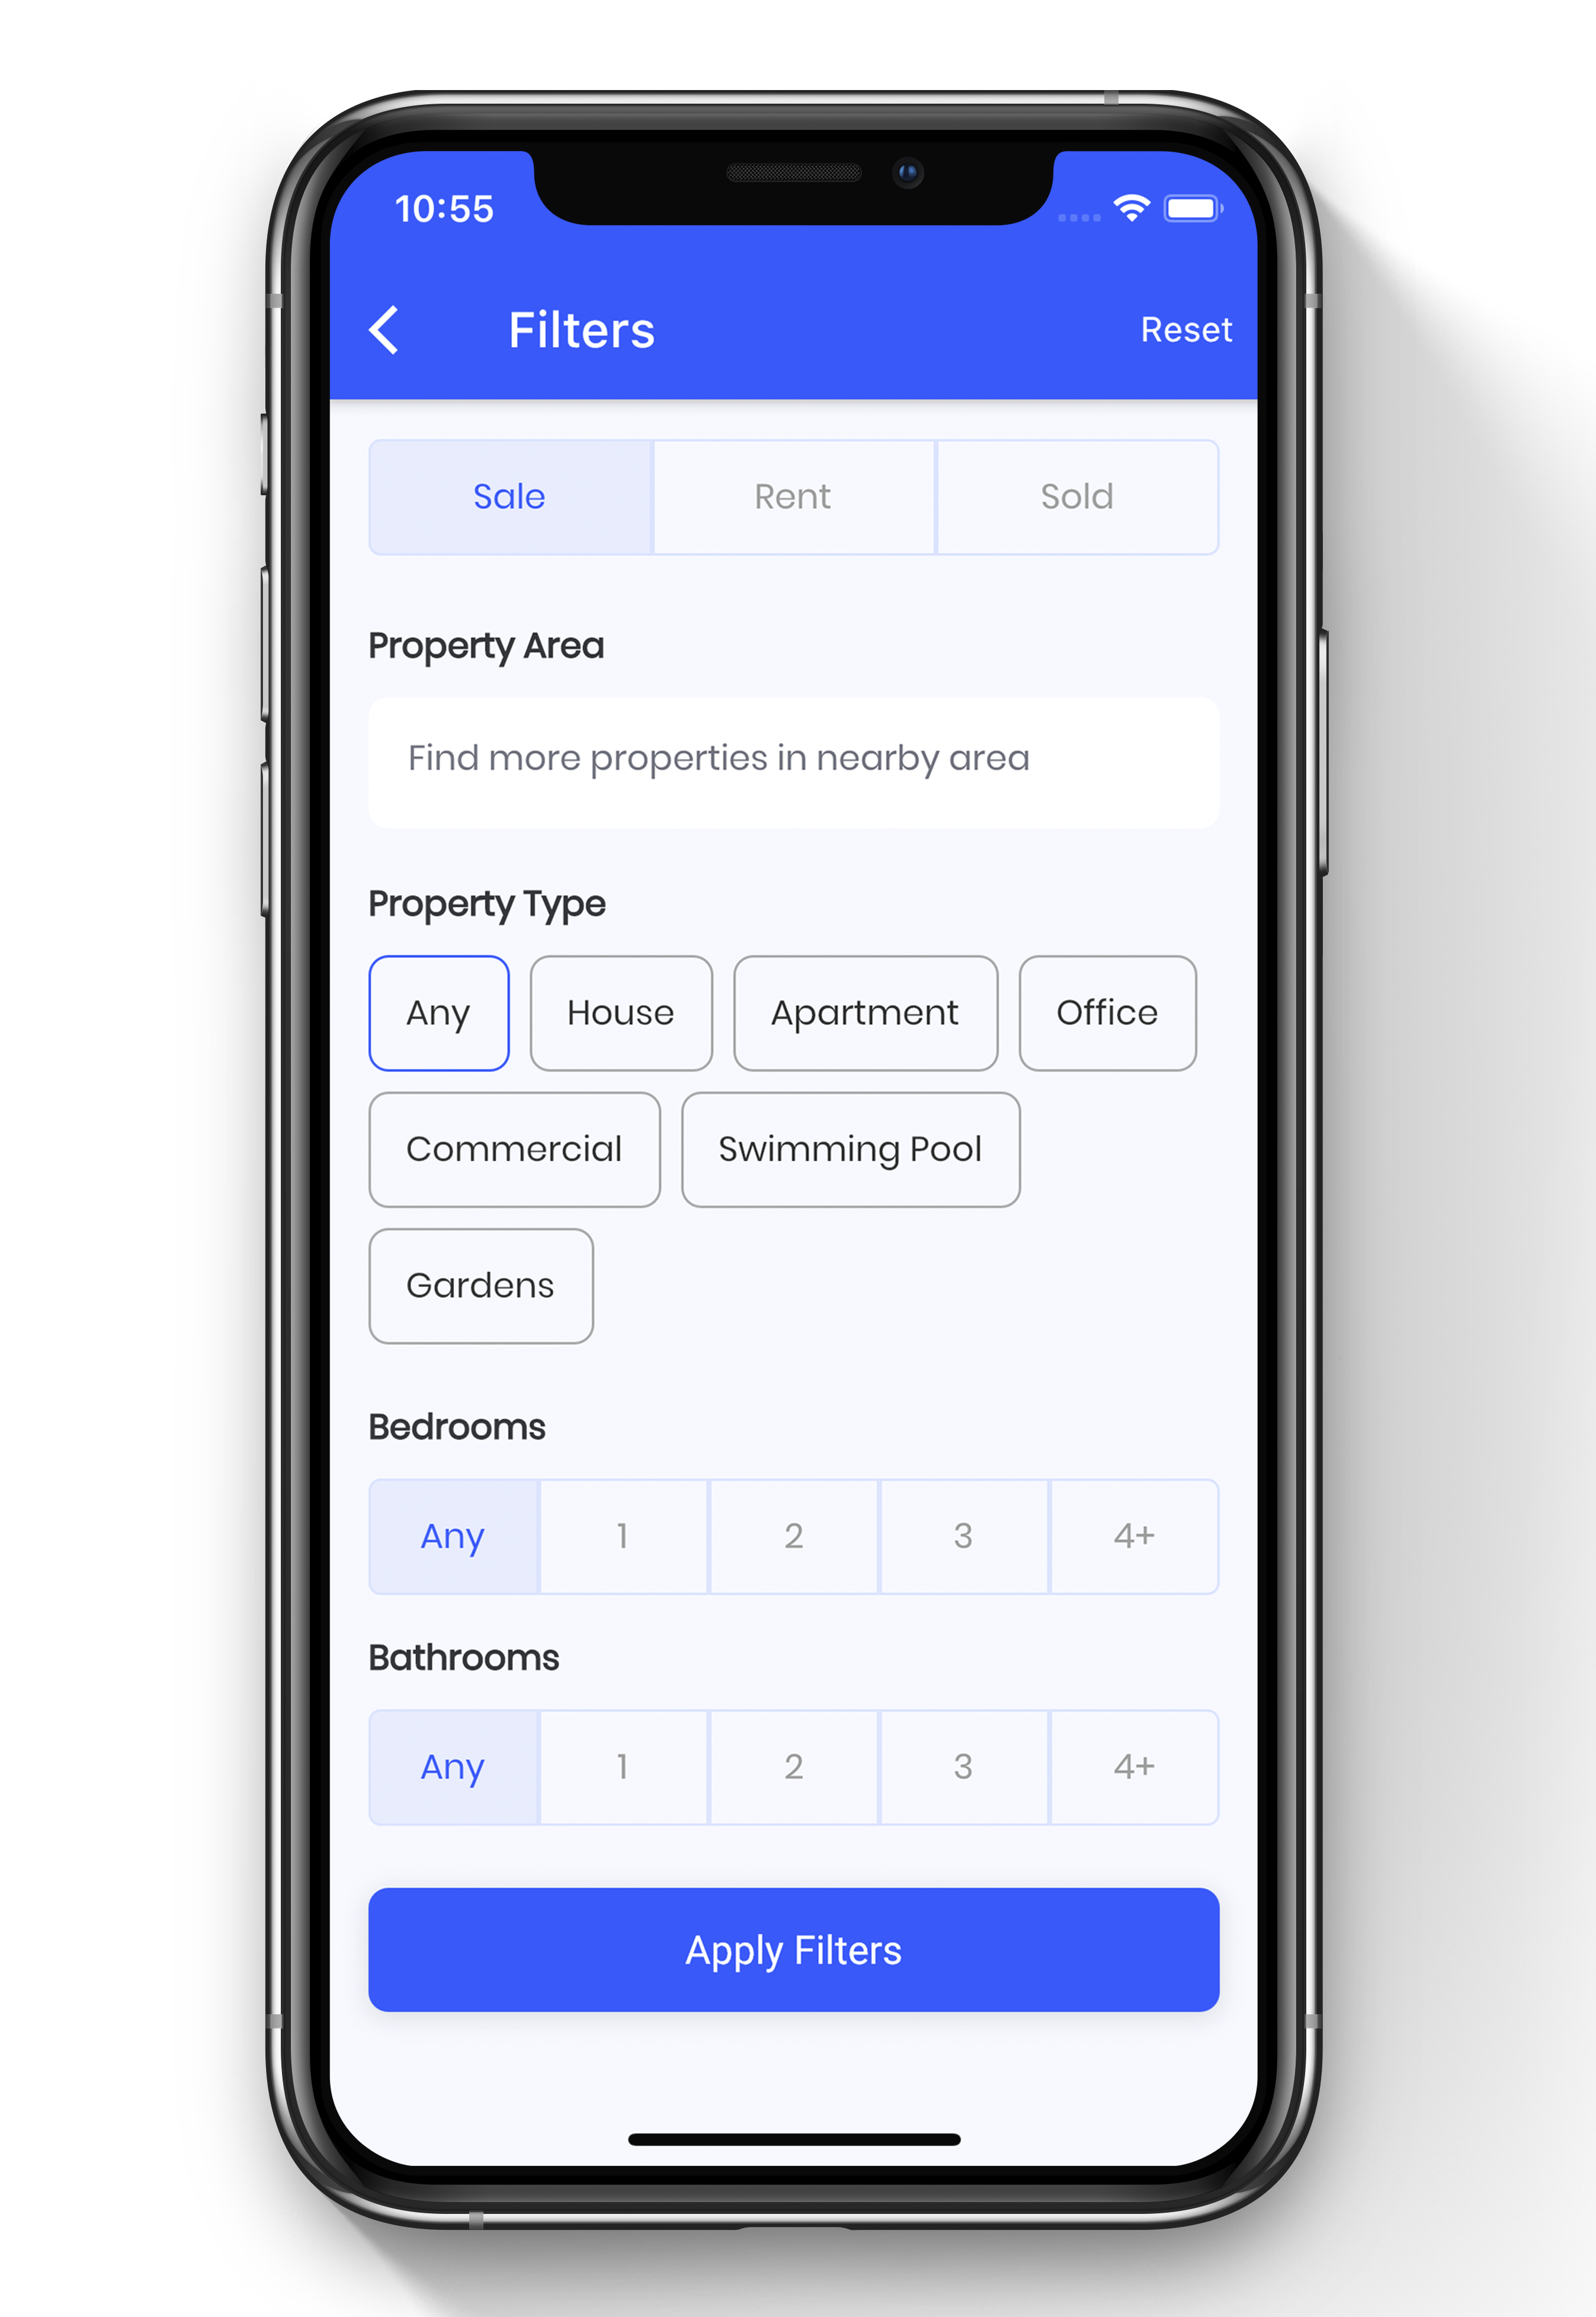 10:55
Filters
Reset
Sale Rent Sold
Property Area
Find more properties in nearby area
Property Type
Any House Apartment Office
Commercial Swimming Pool
Gardens
Bedrooms
Any 1 2 3 4+
Bathrooms
Any 1 2 3 4+
Apply Filters